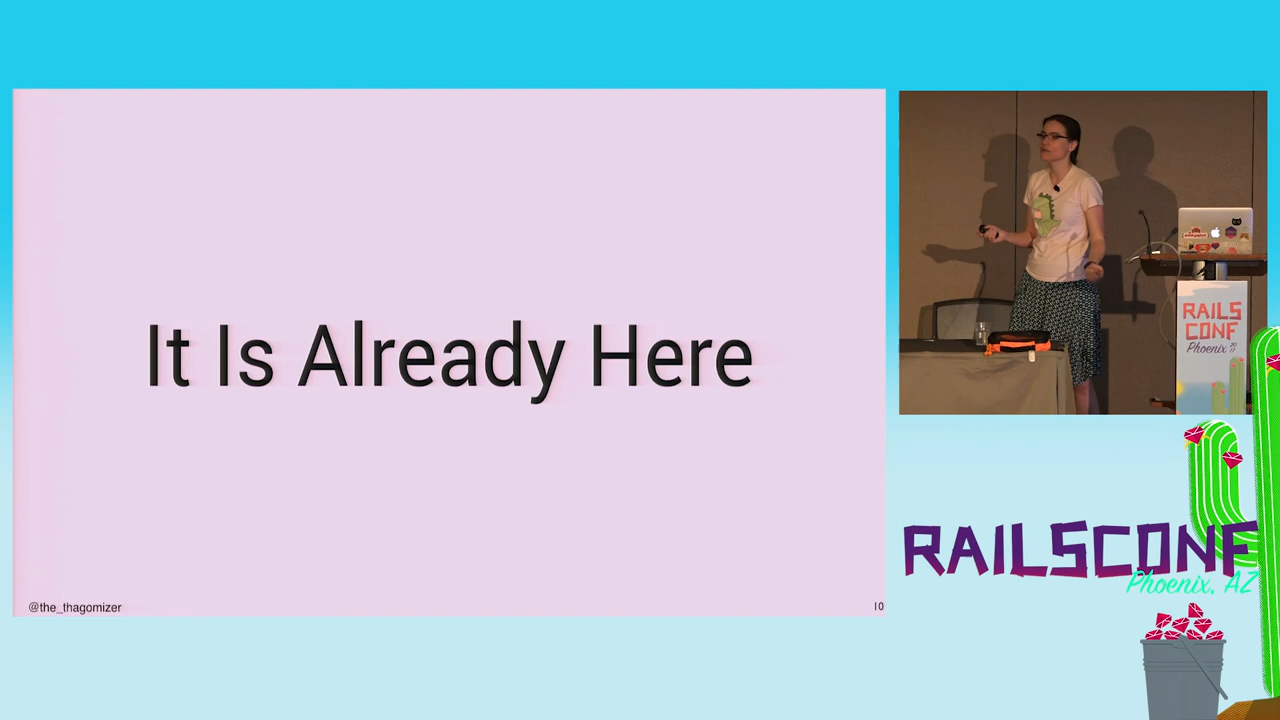 It Is Already Here
@the_thagomizer
10
RAILS
CONF
Phoenix
RAILSCONF
Phoenix, AZ